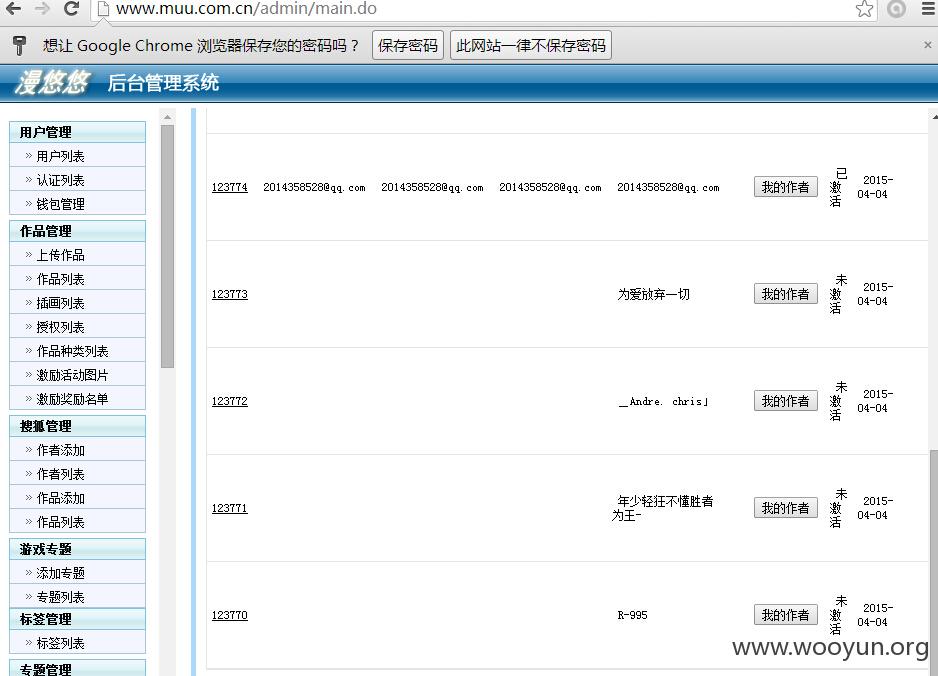 www.muu.com.cn/admin/main.do
想让 Google Chrome 浏览器保存您的密码吗？ 保存密码 此网站一律不保存密码 ×
漫悠悠 后台管理系统
用户管理
» 用户列表
» 认证列表
» 钱包管理
作品管理
» 上传作品
» 作品列表
» 插画列表
» 授权列表
» 作品种类列表
» 激励活动图片
» 激励奖励名单
搜狐管理
» 作者添加
» 作者列表
» 作品添加
» 作品列表
游戏专题
» 添加专题
» 专题列表
标签管理
» 标签列表
专题管理
123774 2014358528@qq.com 2014358528@qq.com 2014358528@qq.com 2014358528@qq.com 我的作者 已激活 2015-04-04
123773 为爱放弃一切 我的作者 未激活 2015-04-04
123772 __Andre. chris」 我的作者 未激活 2015-04-04
123771 年少轻狂不懂胜者为王- 我的作者 未激活 2015-04-04
123770 R-995 我的作者 未激活 2015-04-04
www.wooyun.org